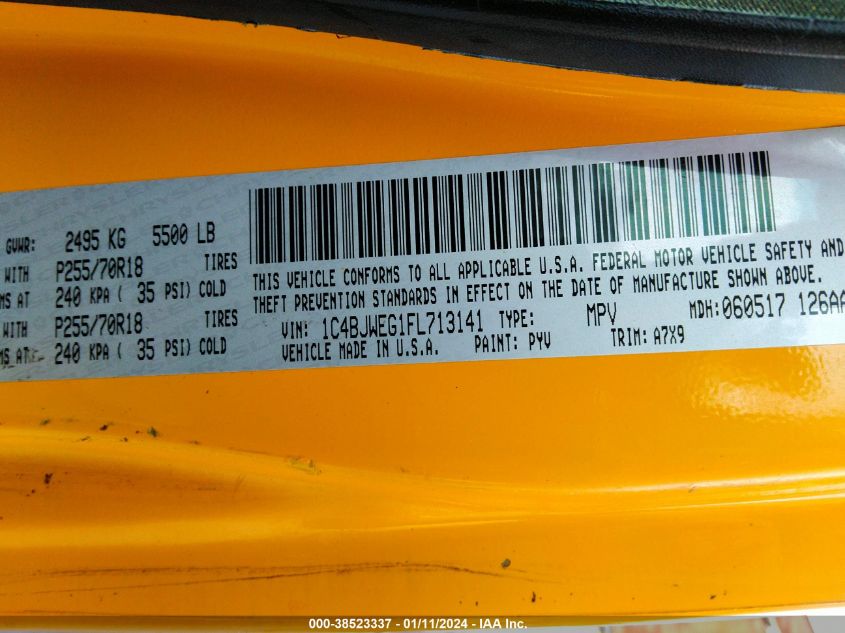 GVWR: 2495 KG 5500 LB
WITH P255/70R18 TIRES
MS AT 240 KPA ( 35 PSI) COLD
WITH P255/70R18 TIRES
MS AT 240 KPA ( 35 PSI) COLD
THIS VEHICLE CONFORMS TO ALL APPLICABLE U.S.A. FEDERAL MOTOR VEHICLE SAFETY AND
THEFT PREVENTION STANDARDS IN EFFECT ON THE DATE OF MANUFACTURE SHOWN ABOVE.
VIN: 1C4BJWEG1FL713141 TYPE: MPV MDH: 060517 126AA
VEHICLE MADE IN U.S.A. PAINT: PYV TRIM: A7X9
000-38523337 - 01/11/2024 - IAA Inc.